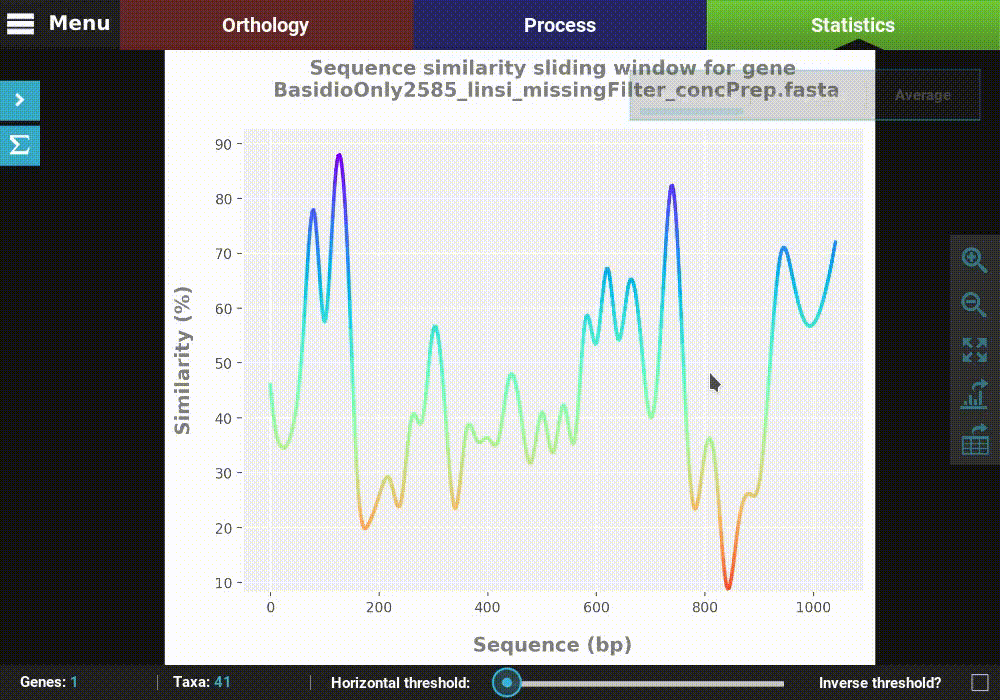 Menu
Orthology
Process
Statistics
Sequence similarity sliding window for gene
BasidioOnly2585_linsi_missingFilter_concPrep.fasta
Average
Similarity (%)
90
80
70
60
50
40
30
20
10
0 200 400 600 800 1000
Sequence (bp)
Σ
Genes: 1
Taxa: 41
Horizontal threshold:
Inverse threshold?